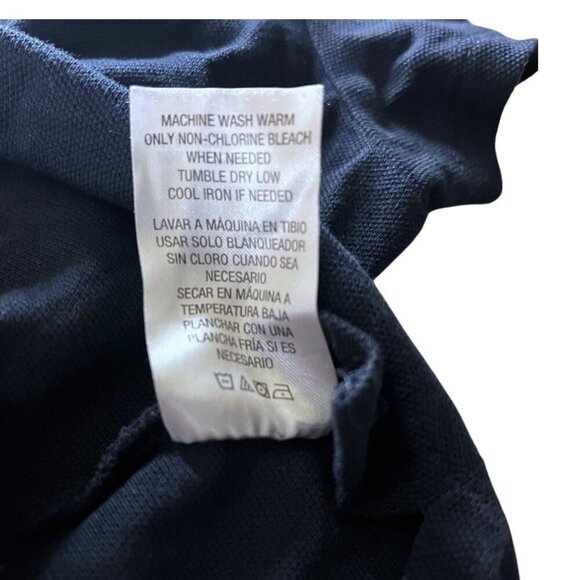 MACHINE WASH WARM
ONLY NON-CHLORINE BLEACH
WHEN NEEDED
TUMBLE DRY LOW
COOL IRON IF NEEDED
LAVAR A MÁQUINA EN TIBIO
USAR SOLO BLANQUEADOR
SIN CLORO CUANDO SEA
NECESARIO
SECAR EN MÁQUINA A
TEMPERATURA BAJA
PLANCHAR CON UNA
PLANCHA FRÍA SI ES
NECESARIO